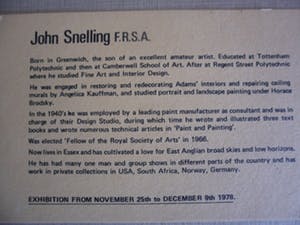 John Snelling F.R.S.A.
Born in Greenwich, the son of an excellent amateur artist. Educated at Tottenham
Polytechnic and then at Camberwell School of Art. After at Regent Street Polytechnic
where he studied Fine Art and Interior Design.
He was engaged in restoring and redecorating Adams' interiors and repairing ceiling
murals by Angelica Kauffman, and studied portrait and landscape painting under Horace
Brodsky.
In the 1940's he was employed by a leading paint manufacturer as consultant and was in
charge of their Design Studio, during which time he wrote and illustrated three text
books and wrote numerous technical articles in 'Paint and Painting'.
Was elected 'Fellow of the Royal Society of Arts' in 1966.
Now lives in Essex and has cultivated a love for East Anglian broad skies and low horizons.
He has had many one man and group shows in different ports of the country and has
work in private collections in USA, South Africa, Norway, Germany.
EXHIBITION FROM NOVEMBER 25th to DECEMBER 9th 1978.